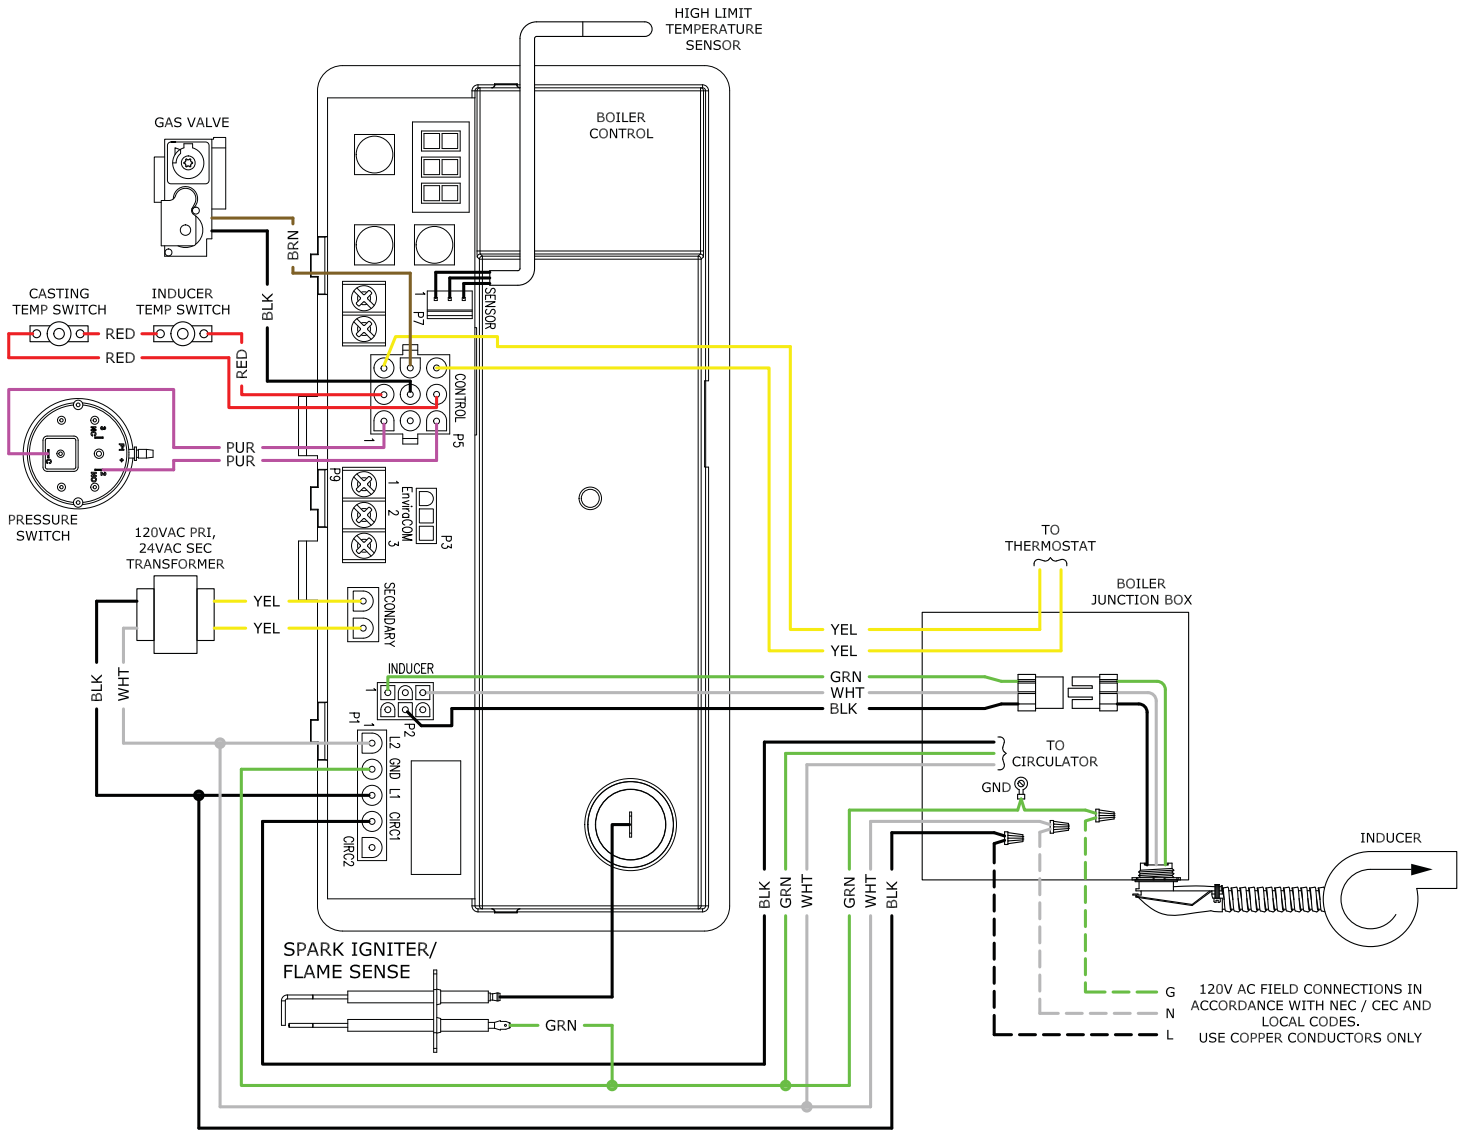 HIGH LIMIT
TEMPERATURE
SENSOR
BOILER
CONTROL
GAS VALVE
BRN
BLK
CASTING
TEMP SWITCH
INDUCER
TEMP SWITCH
RED
RED
RED
1
P7
SENSOR
CONTROL
1
P5
PUR
PUR
3
NC
P1
+
C
2
NO
PRESSURE
SWITCH
P9
1
2
3
EnviraCOM
P3
120VAC PRI,
24VAC SEC
TRANSFORMER
YEL
YEL
SECONDARY
BLK
WHT
INDUCER
1
P2
P1
1
L2
GND
L1
CIRC1
CIRC2
TO
THERMOSTAT
BOILER
JUNCTION BOX
YEL
YEL
GRN
WHT
BLK
TO
CIRCULATOR
GND
INDUCER
BLK
GRN
WHT
GRN
WHT
BLK
SPARK IGNITER/
FLAME SENSE
GRN
G
N
L
120V AC FIELD CONNECTIONS IN
ACCORDANCE WITH NEC / CEC AND
LOCAL CODES.
USE COPPER CONDUCTORS ONLY